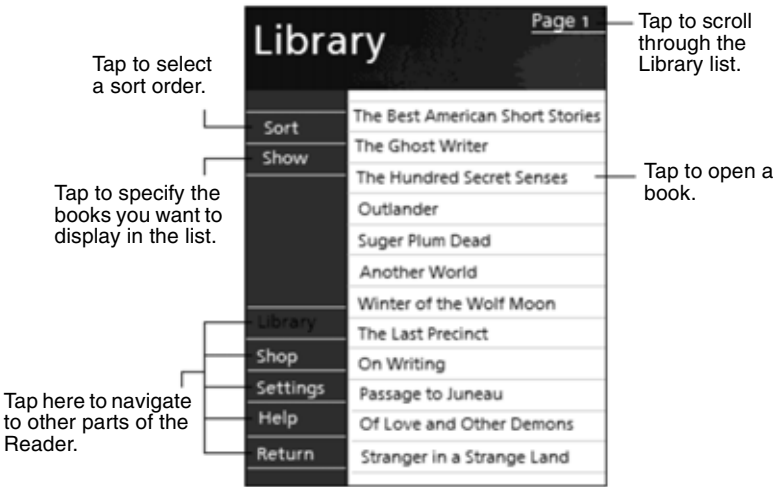 Page 1
Library
Tap to scroll
through the
Library list.
Tap to select
a sort order.
Sort
Show
Tap to specify the
books you want to
display in the list.
The Best American Short Stories
The Ghost Writer
The Hundred Secret Senses
Outlander
Suger Plum Dead
Another World
Winter of the Wolf Moon
The Last Precinct
On Writing
Passage to Juneau
Of Love and Other Demons
Stranger in a Strange Land
Tap to open a
book.
Library
Shop
Settings
Help
Return
Tap here to navigate
to other parts of the
Reader.